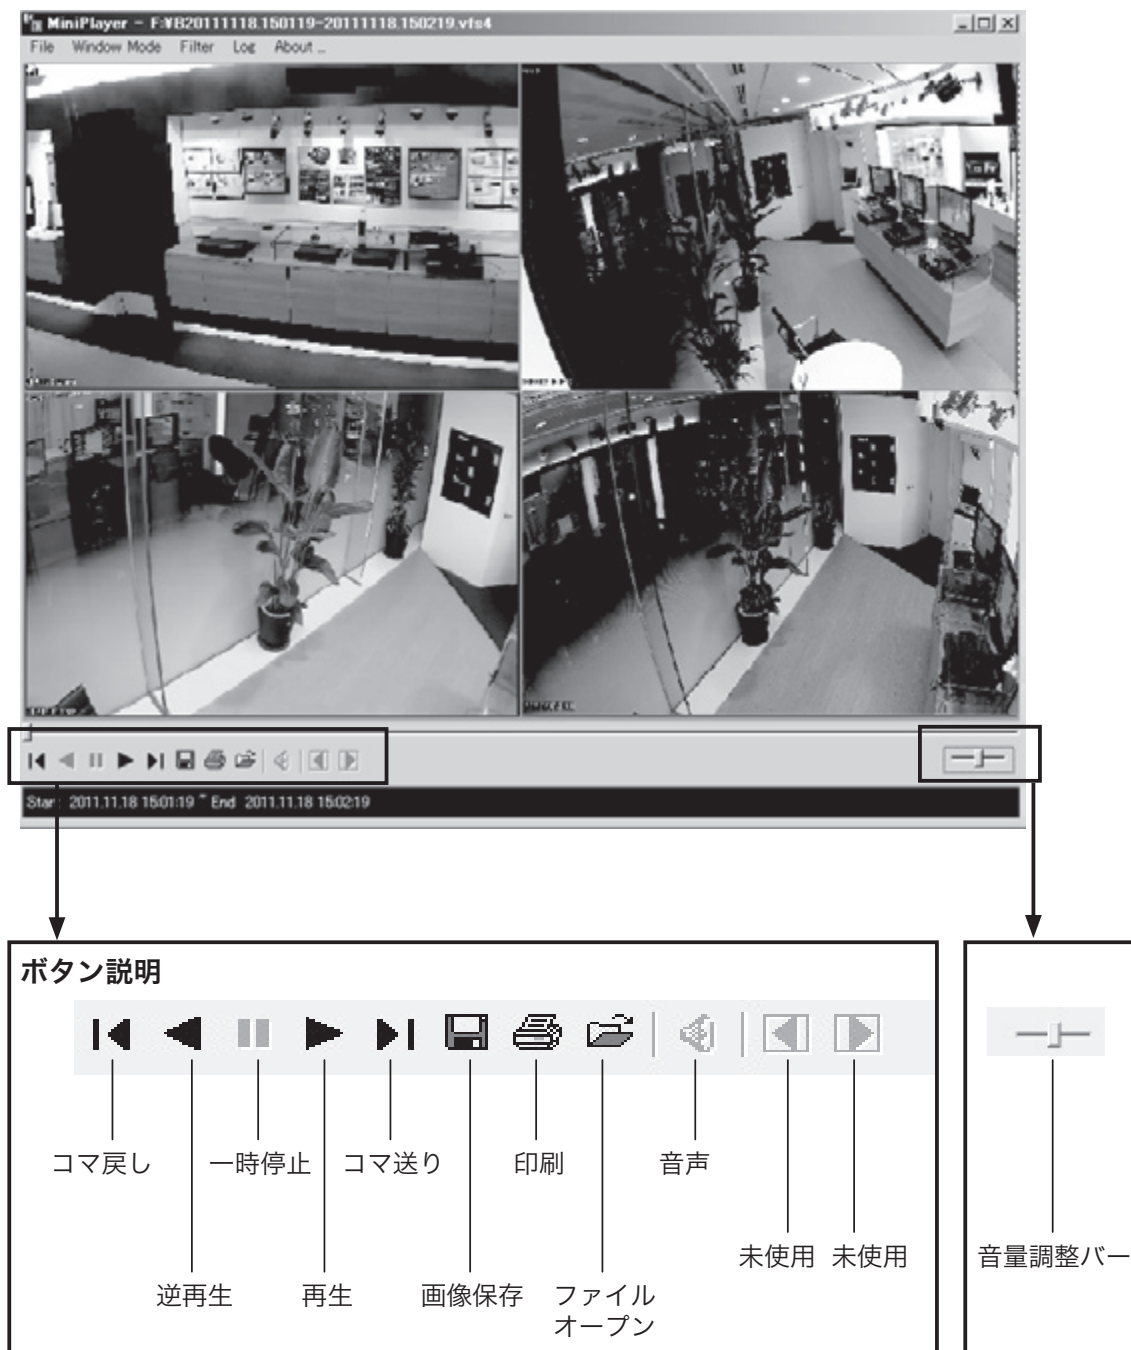 MiniPlayer - F:¥B20111118.150119-20111118.150219.vfs4
File Window Mode Filter Log About ...
Start : 2011.11.18 15:01:19 ~ End 2011.11.18 15:02:19
ボタン説明
コマ戻し 一時停止 コマ送り 印刷 音声
未使用 未使用 音量調整バー
逆再生 再生 画像保存 ファイル
オープン